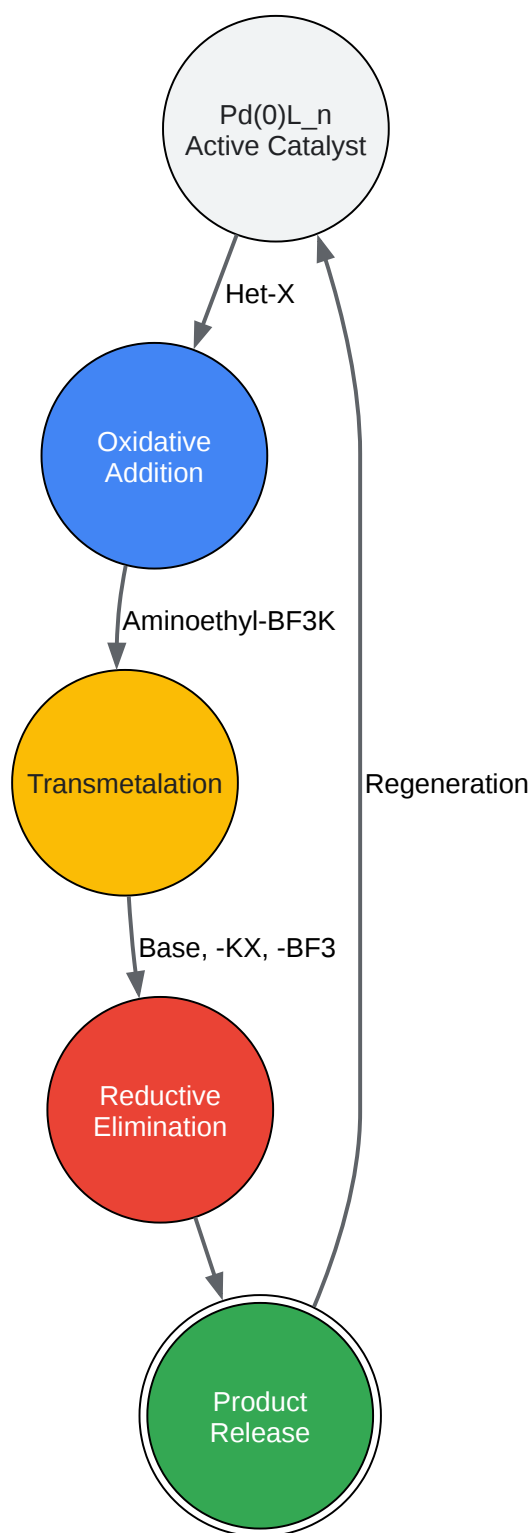 Pd(0)L_n
Active Catalyst
Het-X
Oxidative
Addition
Aminoethyl-BF3K
Transmetalation
Regeneration
Base, -KX, -BF3
Reductive
Elimination
Product
Release